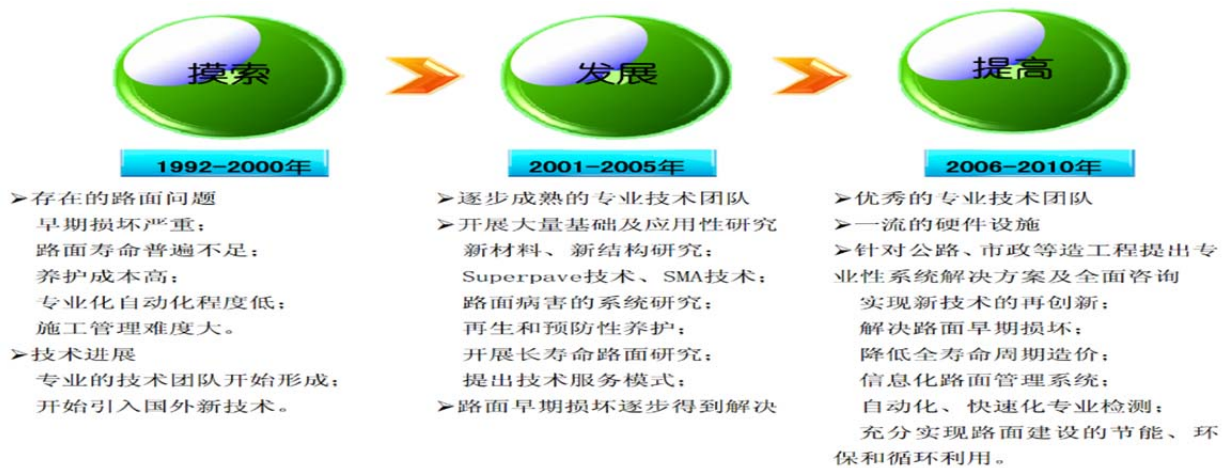 摸索
1992-2000年
➢存在的路面问题
早期损坏严重;
路面寿命普遍不足;
养护成本高;
专业化自动化程度低;
施工管理难度大。
➢技术进展
专业的技术团队开始形成;
开始引入国外新技术。
发展
2001-2005年
➢逐步成熟的专业技术团队
➢开展大量基础及应用性研究
新材料、新结构研究;
Superpave技术、SMA技术;
路面病害的系统研究;
再生和预防性养护;
开展长寿命路面研究;
提出技术服务模式;
➢路面早期损坏逐步得到解决
提高
2006-2010年
➢优秀的专业技术团队
➢一流的硬件设施
➢针对公路、市政等造工程提出专
业性系统解决方案及全面咨询
实现新技术的再创新;
解决路面早期损坏;
降低全寿命周期造价;
信息化路面管理系统;
自动化、快速化专业检测;
充分实现路面建设的节能、环
保和循环利用。